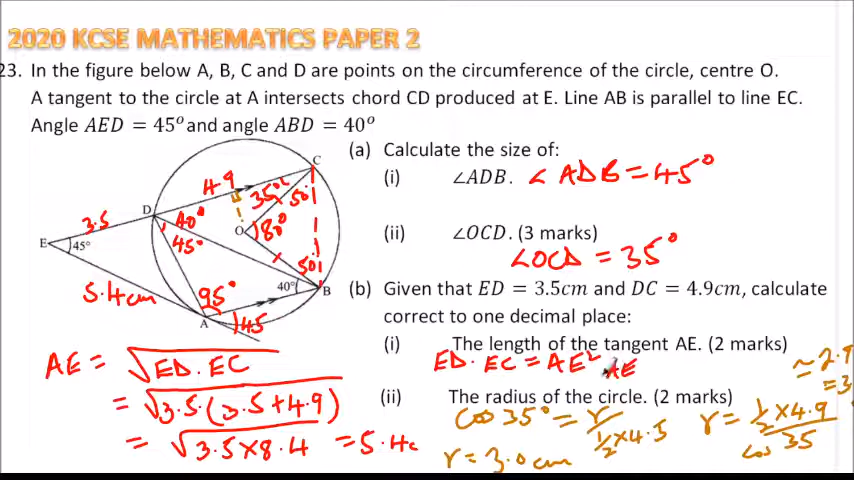 2020 KCSE MATHEMATICS PAPER 2
23. In the figure below A, B, C and D are points on the circumference of the circle, centre O.
A tangent to the circle at A intersects chord CD produced at E. Line AB is parallel to line EC.
Angle AED = 45° and angle ABD = 40°
(a) Calculate the size of:
(i) ∠ADB. ∠ADB = 45°
(ii) ∠OCD. (3 marks)
∠OCD = 35°
(b) Given that ED = 3.5cm and DC = 4.9cm, calculate
correct to one decimal place:
(i) The length of the tangent AE. (2 marks)
ED · EC = AE² AE
(ii) The radius of the circle. (2 marks)
cos 35° = r / ½ × 4.5
r = ½ × 4.9 / cos 35
r = 3.0 cm
≈ 2.9
= 3
C
4.9
35°
50
D
40°
3.5
45°
O
80°
E
45°
50
5.4cm
95°
40°
B
A
45
AE = √ED · EC
= √3.5(3.5+4.9)
= √3.5×8.4 = 5.4c